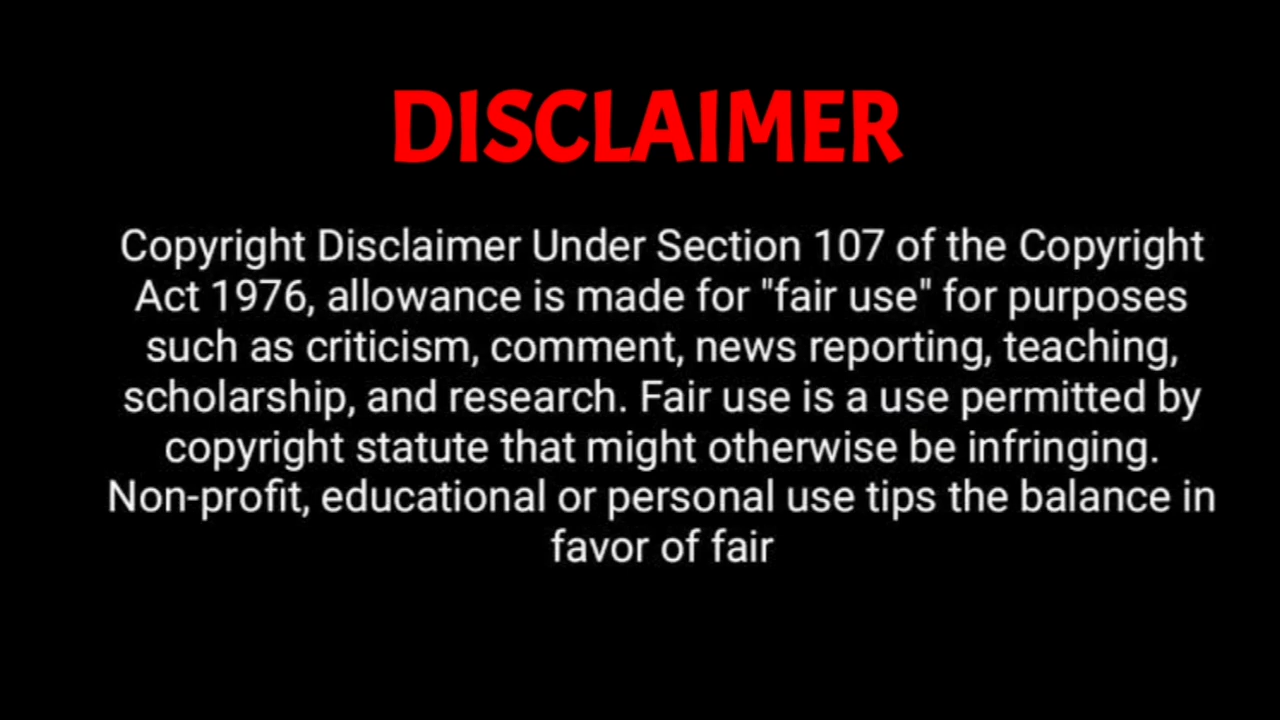 DISCLAIMER
Copyright Disclaimer Under Section 107 of the Copyright
Act 1976, allowance is made for "fair use" for purposes
such as criticism, comment, news reporting, teaching,
scholarship, and research. Fair use is a use permitted by
copyright statute that might otherwise be infringing.
Non-profit, educational or personal use tips the balance in
favor of fair